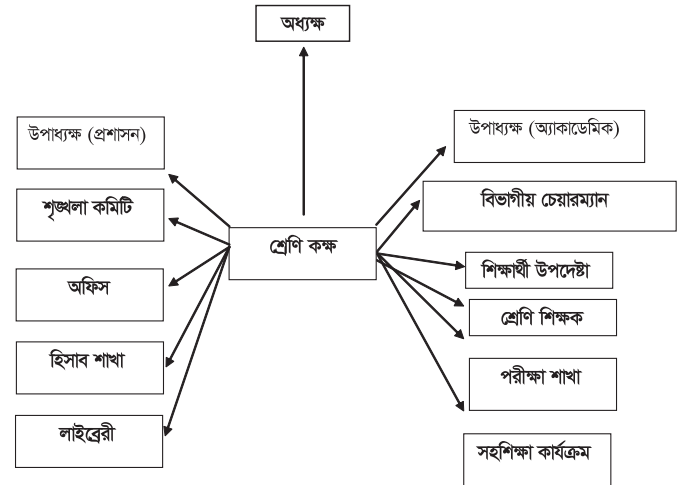 অধ্যক্ষ
উপাধ্যক্ষ (প্রশাসন)
উপাধ্যক্ষ (অ্যাকাডেমিক)
শৃঙ্খলা কমিটি
বিভাগীয় চেয়ারম্যান
শ্রেণি কক্ষ
শিক্ষার্থী উপদেষ্টা
অফিস
শ্রেণি শিক্ষক
হিসাব শাখা
পরীক্ষা শাখা
লাইব্রেরী
সহশিক্ষা কার্যক্রম